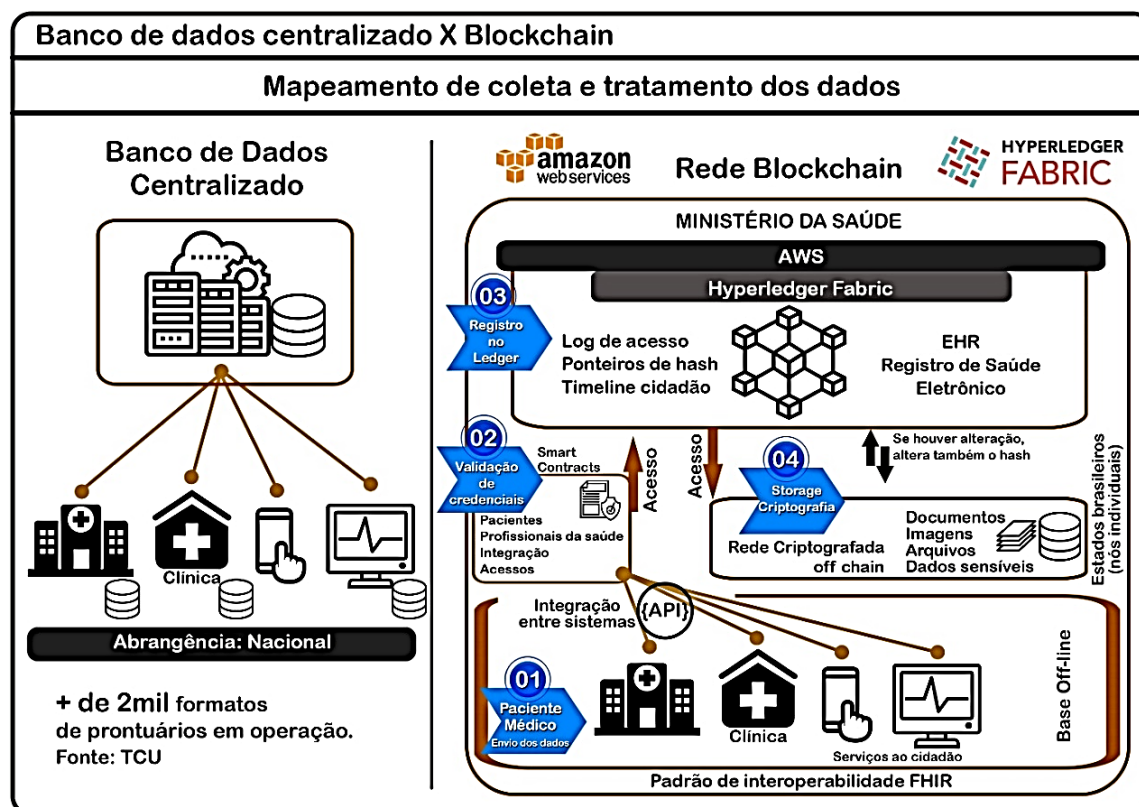 Banco de dados centralizado X Blockchain
Mapeamento de coleta e tratamento dos dados
Banco de Dados
Centralizado
Clínica
Abrangência: Nacional
+ de 2mil formatos
de prontuários em operação.
Fonte: TCU
amazon
webservices
Rede Blockchain
HYPERLEDGER
FABRIC
MINISTÉRIO DA SAÚDE
AWS
Hyperledger Fabric
03
Registro
no
Ledger
Log de acesso
Ponteiros de hash
Timeline cidadão
EHR
Registro de Saúde
Eletrônico
02
Validação
de
credenciais
Smart
Contracts
Pacientes
Profissionais da saúde
Integração
Acessos
Acesso
Acesso
Se houver alteração,
altera também o hash
04
Storage
Criptografia
Rede Criptografada
off chain
Documentos
Imagens
Arquivos
Dados sensíveis
Estados brasileiros
(nós individuais)
Integração
entre sistemas
{API}
01
Paciente
Médico
Envio dos dados
Clínica
Serviços ao cidadão
Base Off-line
Padrão de interoperabilidade FHIR